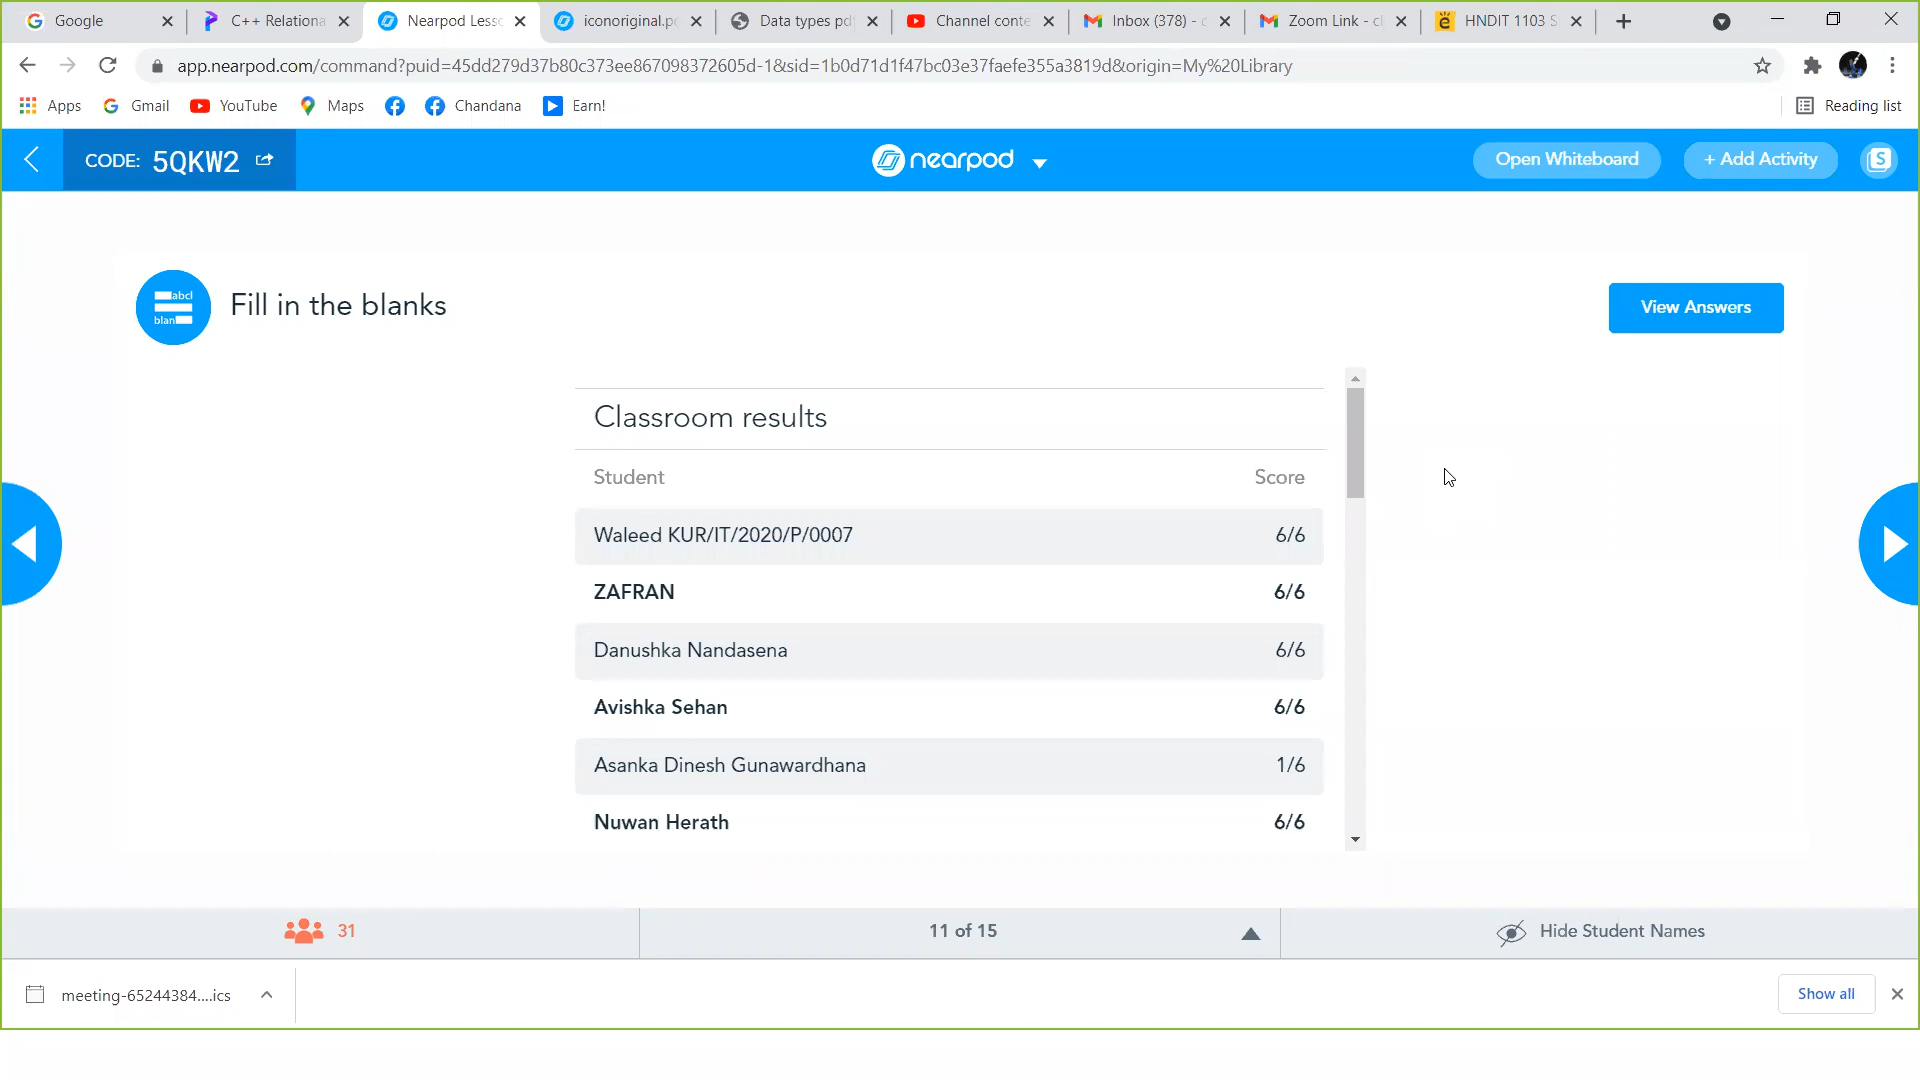 Google
C++ Relationa
Nearpod Less
iconoriginal.p
Data types pd
Channel conte
Inbox (378) -
Zoom Link - c
HNDIT 1103 S
app.nearpod.com/command?puid=45dd279d37b80c373ee867098372605d-1&sid=1b0d71d1f47bc03e37faefe355a3819d&origin=My%20Library
Apps
Gmail
YouTube
Maps
Chandana
Earn!
Reading list
CODE: 5QKW2
nearpod
Open Whiteboard
+ Add Activity
S
abcl
blan
Fill in the blanks
View Answers
Classroom results
Student Score
Waleed KUR/IT/2020/P/0007 6/6
ZAFRAN 6/6
Danushka Nandasena 6/6
Avishka Sehan 6/6
Asanka Dinesh Gunawardhana 1/6
Nuwan Herath 6/6
31
11 of 15
Hide Student Names
meeting-65244384....ics
Show all